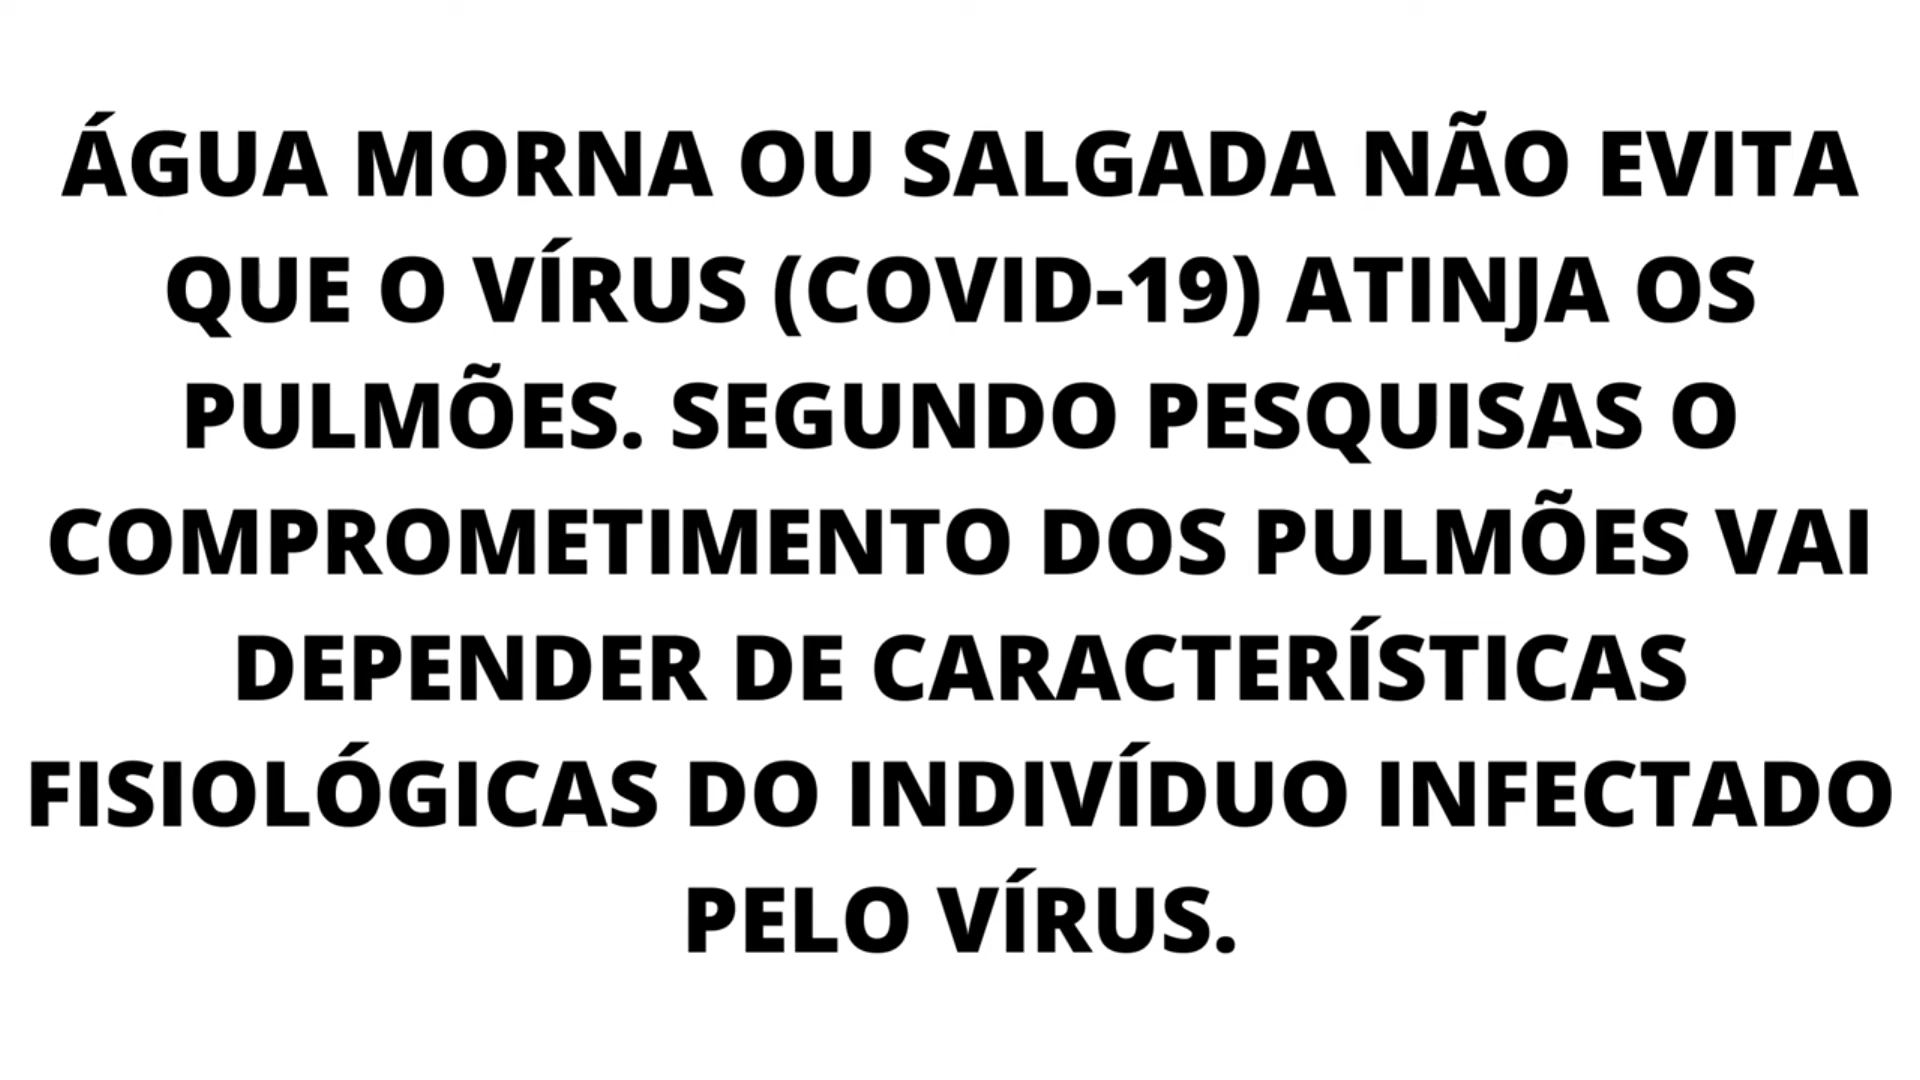 ÁGUA MORNA OU SALGADA NÃO EVITA
QUE O VÍRUS (COVID-19) ATINJA OS
PULMÕES. SEGUNDO PESQUISAS O
COMPROMETIMENTO DOS PULMÕES VAI
DEPENDER DE CARACTERÍSTICAS
FISIOLÓGICAS DO INDIVÍDUO INFECTADO
PELO VÍRUS.